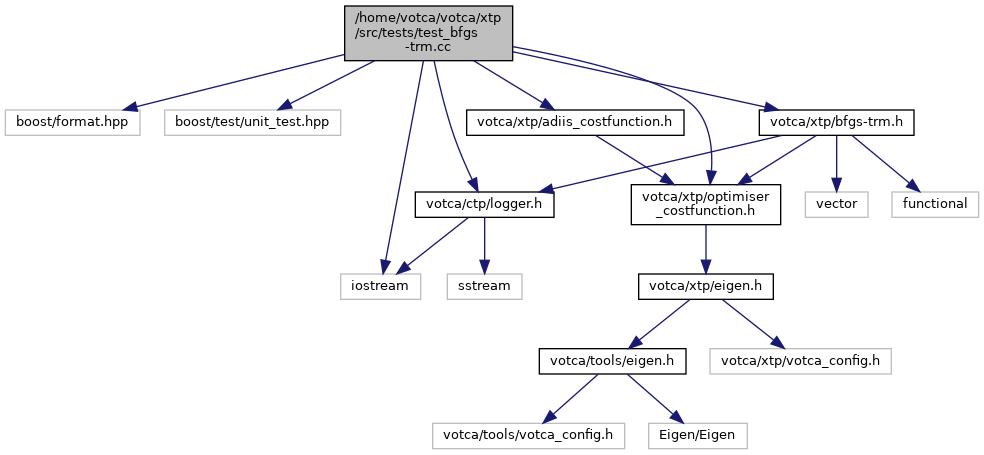 /home/votca/votca/xtp
/src/tests/test_bfgs
-trm.cc
boost/format.hpp
boost/test/unit_test.hpp
votca/xtp/adiis_costfunction.h
votca/xtp/bfgs-trm.h
votca/ctp/logger.h
votca/xtp/optimiser
_costfunction.h
vector
functional
iostream
sstream
votca/xtp/eigen.h
votca/tools/eigen.h
votca/xtp/votca_config.h
votca/tools/votca_config.h
Eigen/Eigen